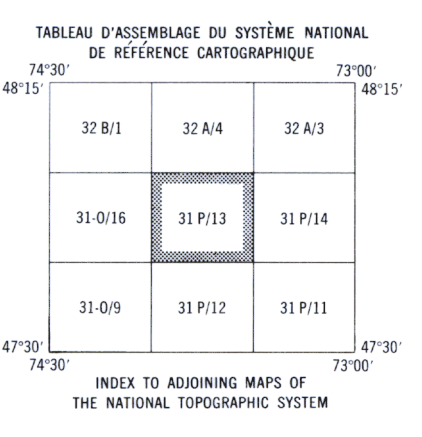 TABLEAU D'ASSEMBLAGE DU SYSTÈME NATIONAL
DE RÉFÉRENCE CARTOGRAPHIQUE
74°30′ 73°00′
48°15′ 48°15′
32 B/1 32 A/4 32 A/3
31-O/16 31 P/13 31 P/14
31-O/9 31 P/12 31 P/11
47°30′ 47°30′
74°30′ 73°00′
INDEX TO ADJOINING MAPS OF
THE NATIONAL TOPOGRAPHIC SYSTEM